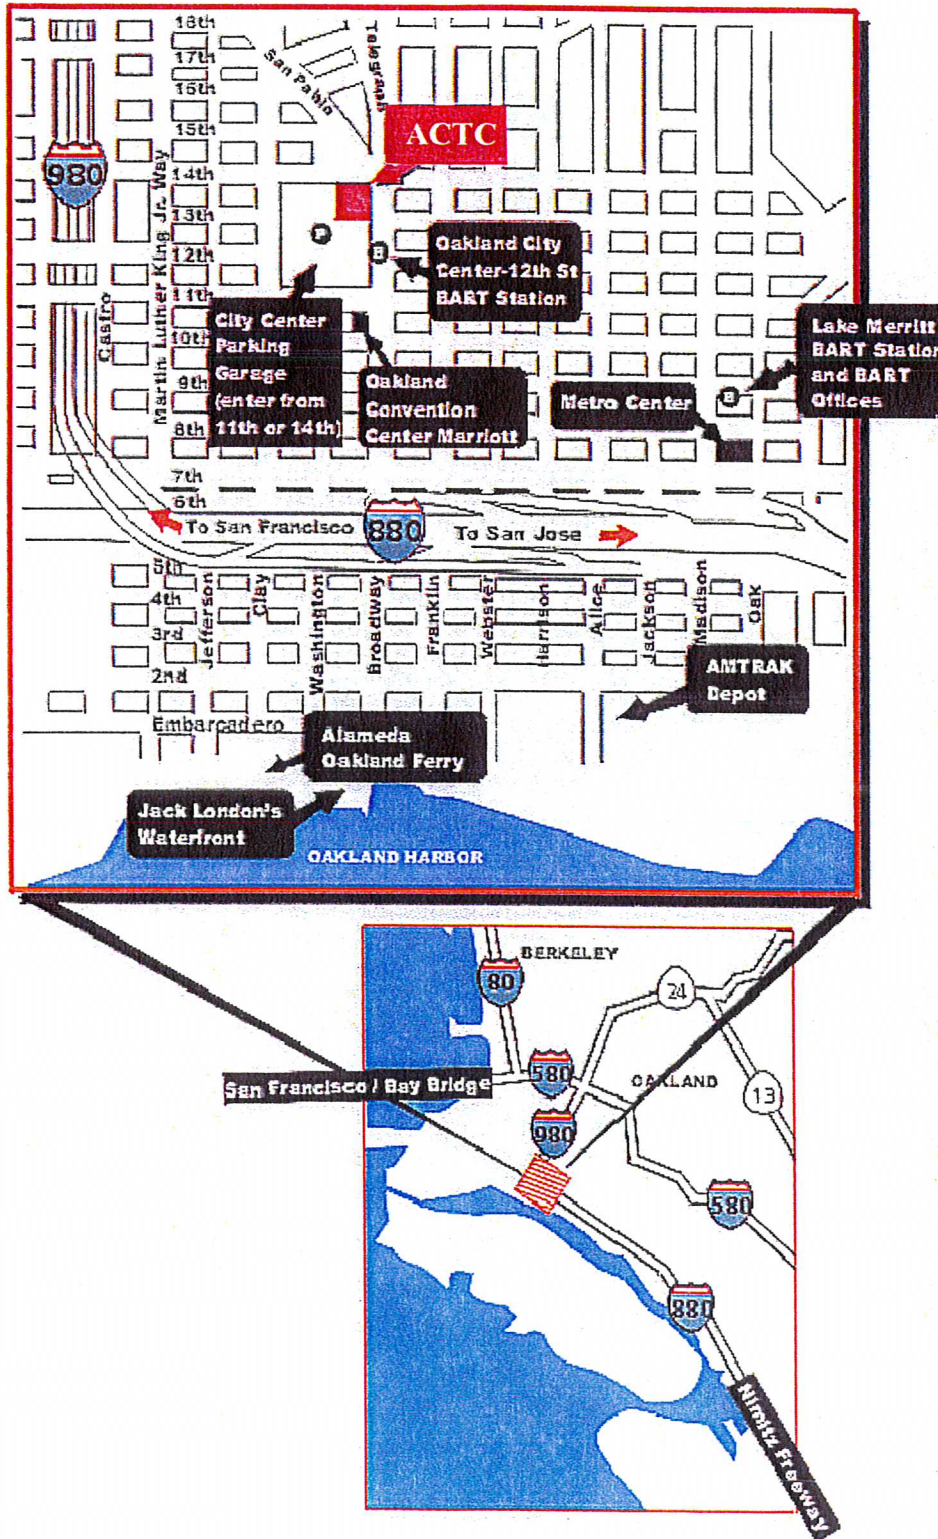 18th
17th
16th
15th
14th
13th
12th
11th
10th
9th
8th
7th
6th
5th
4th
3rd
2nd
Embarcadero
San Pablo
Telegraph
980
ACTC
Castro
Martin Luther King Jr. Way
P
B
Oakland City
Center-12th St
BART Station
City Center
Parking
Garage
(enter from
11th or 14th)
Oakland
Convention
Center Marriott
Metro Center
B
Lake Merritt
BART Station
and BART
Offices
To San Francisco
880
To San Jose
Jefferson
Clay
Washington
Broadway
Franklin
Webster
Harrison
Alice
Jackson
Madison
Oak
AMTRAK
Depot
Alameda
Oakland Ferry
Jack London's
Waterfront
OAKLAND HARBOR
BERKELEY
80
24
580
San Francisco / Bay Bridge
OAKLAND
13
980
580
880
Nimitz Freeway